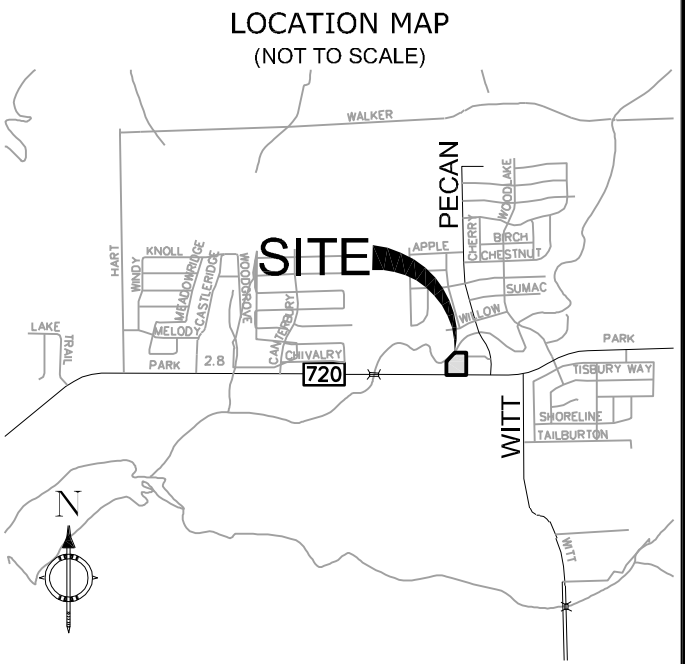 LOCATION MAP
(NOT TO SCALE)
WALKER
PECAN
WOODLAKE
CHERRY
BIRCH
CHESTNUT
APPLE
SITE
HART
KNOLL
WINDY
MEADOWRIDGE
CASTLERIDGE
WOODGROVE
CANTERBURY
SUMAC
WILLOW
LAKE
TRAIL
MELODY
PARK
2.8
CHIVALRY
720
PARK
TISBURY WAY
WITT
SHORELINE
TAILBURTON
N
WITT